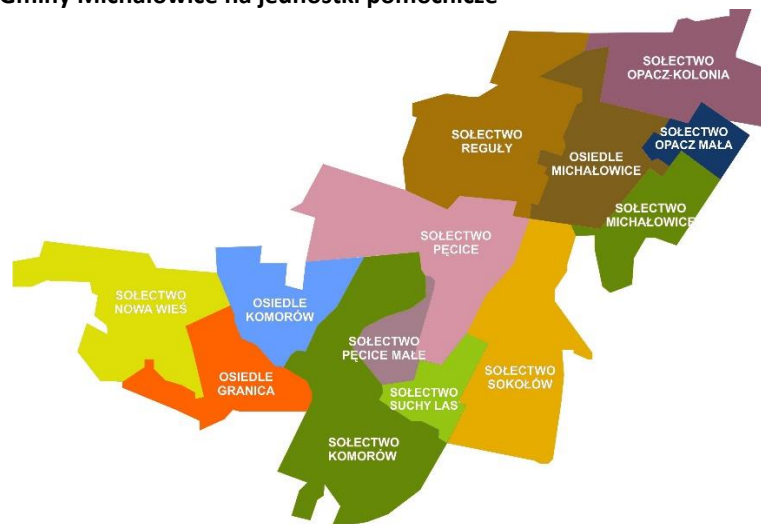 Gminy Michałowice na jednostki pomocnicze
SOŁECTWO
OPACZ-KOLONIA
SOŁECTWO
REGUŁY
SOŁECTWO
OPACZ MAŁA
OSIEDLE
MICHAŁOWICE
SOŁECTWO
MICHAŁOWICE
SOŁECTWO
PĘCICE
SOŁECTWO
NOWA WIEŚ
OSIEDLE
KOMORÓW
SOŁECTWO
PĘCICE MAŁE
OSIEDLE
GRANICA
SOŁECTWO
SOKOŁÓW
SOŁECTWO
SUCHY LAS
SOŁECTWO
KOMORÓW